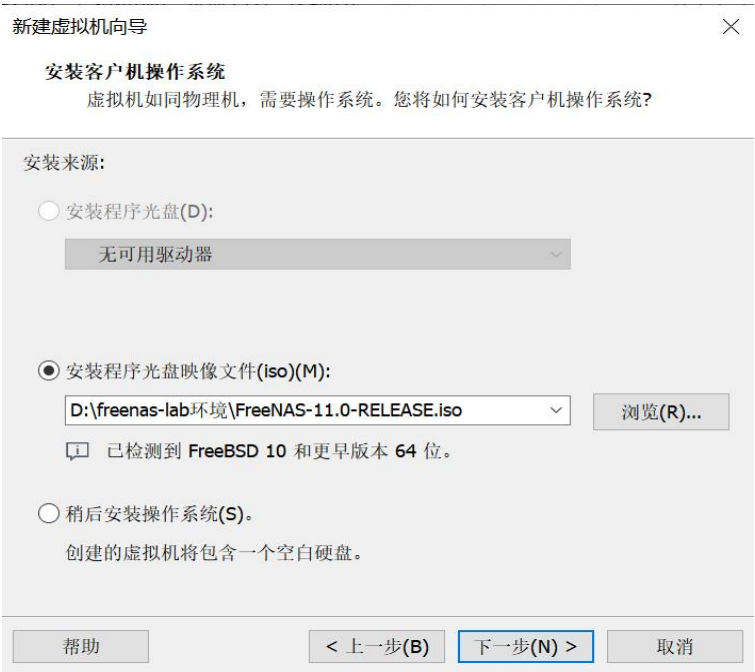 新建虚拟机向导
安装客户机操作系统
虚拟机如同物理机，需要操作系统。您将如何安装客户机操作系统?
安装来源:
安装程序光盘(D):
无可用驱动器
安装程序光盘映像文件(iso)(M):
D:\freenas-lab环境\FreeNAS-11.0-RELEASE.iso
浏览(R)...
已检测到 FreeBSD 10 和更早版本 64 位。
稍后安装操作系统(S)。
创建的虚拟机将包含一个空白硬盘。
帮助 < 上一步(B) 下一步(N) > 取消